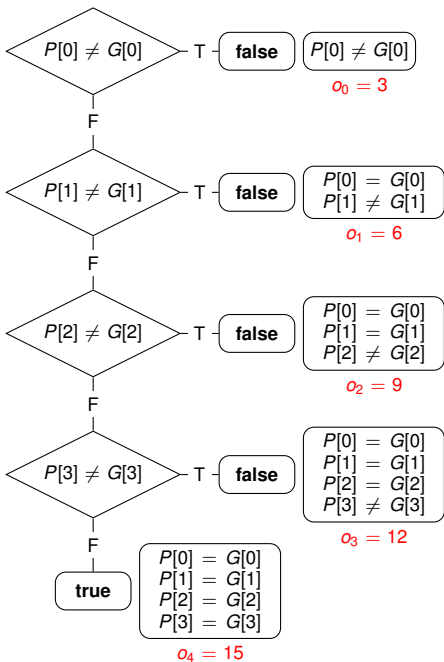 P[0] ≠ G[0]
T
false
P[0] ≠ G[0]
o₀ = 3
F
P[1] ≠ G[1]
T
false
P[0] = G[0]
P[1] ≠ G[1]
o₁ = 6
F
P[2] ≠ G[2]
T
false
P[0] = G[0]
P[1] = G[1]
P[2] ≠ G[2]
o₂ = 9
F
P[3] ≠ G[3]
T
false
P[0] = G[0]
P[1] = G[1]
P[2] = G[2]
P[3] ≠ G[3]
o₃ = 12
F
true
P[0] = G[0]
P[1] = G[1]
P[2] = G[2]
P[3] = G[3]
o₄ = 15